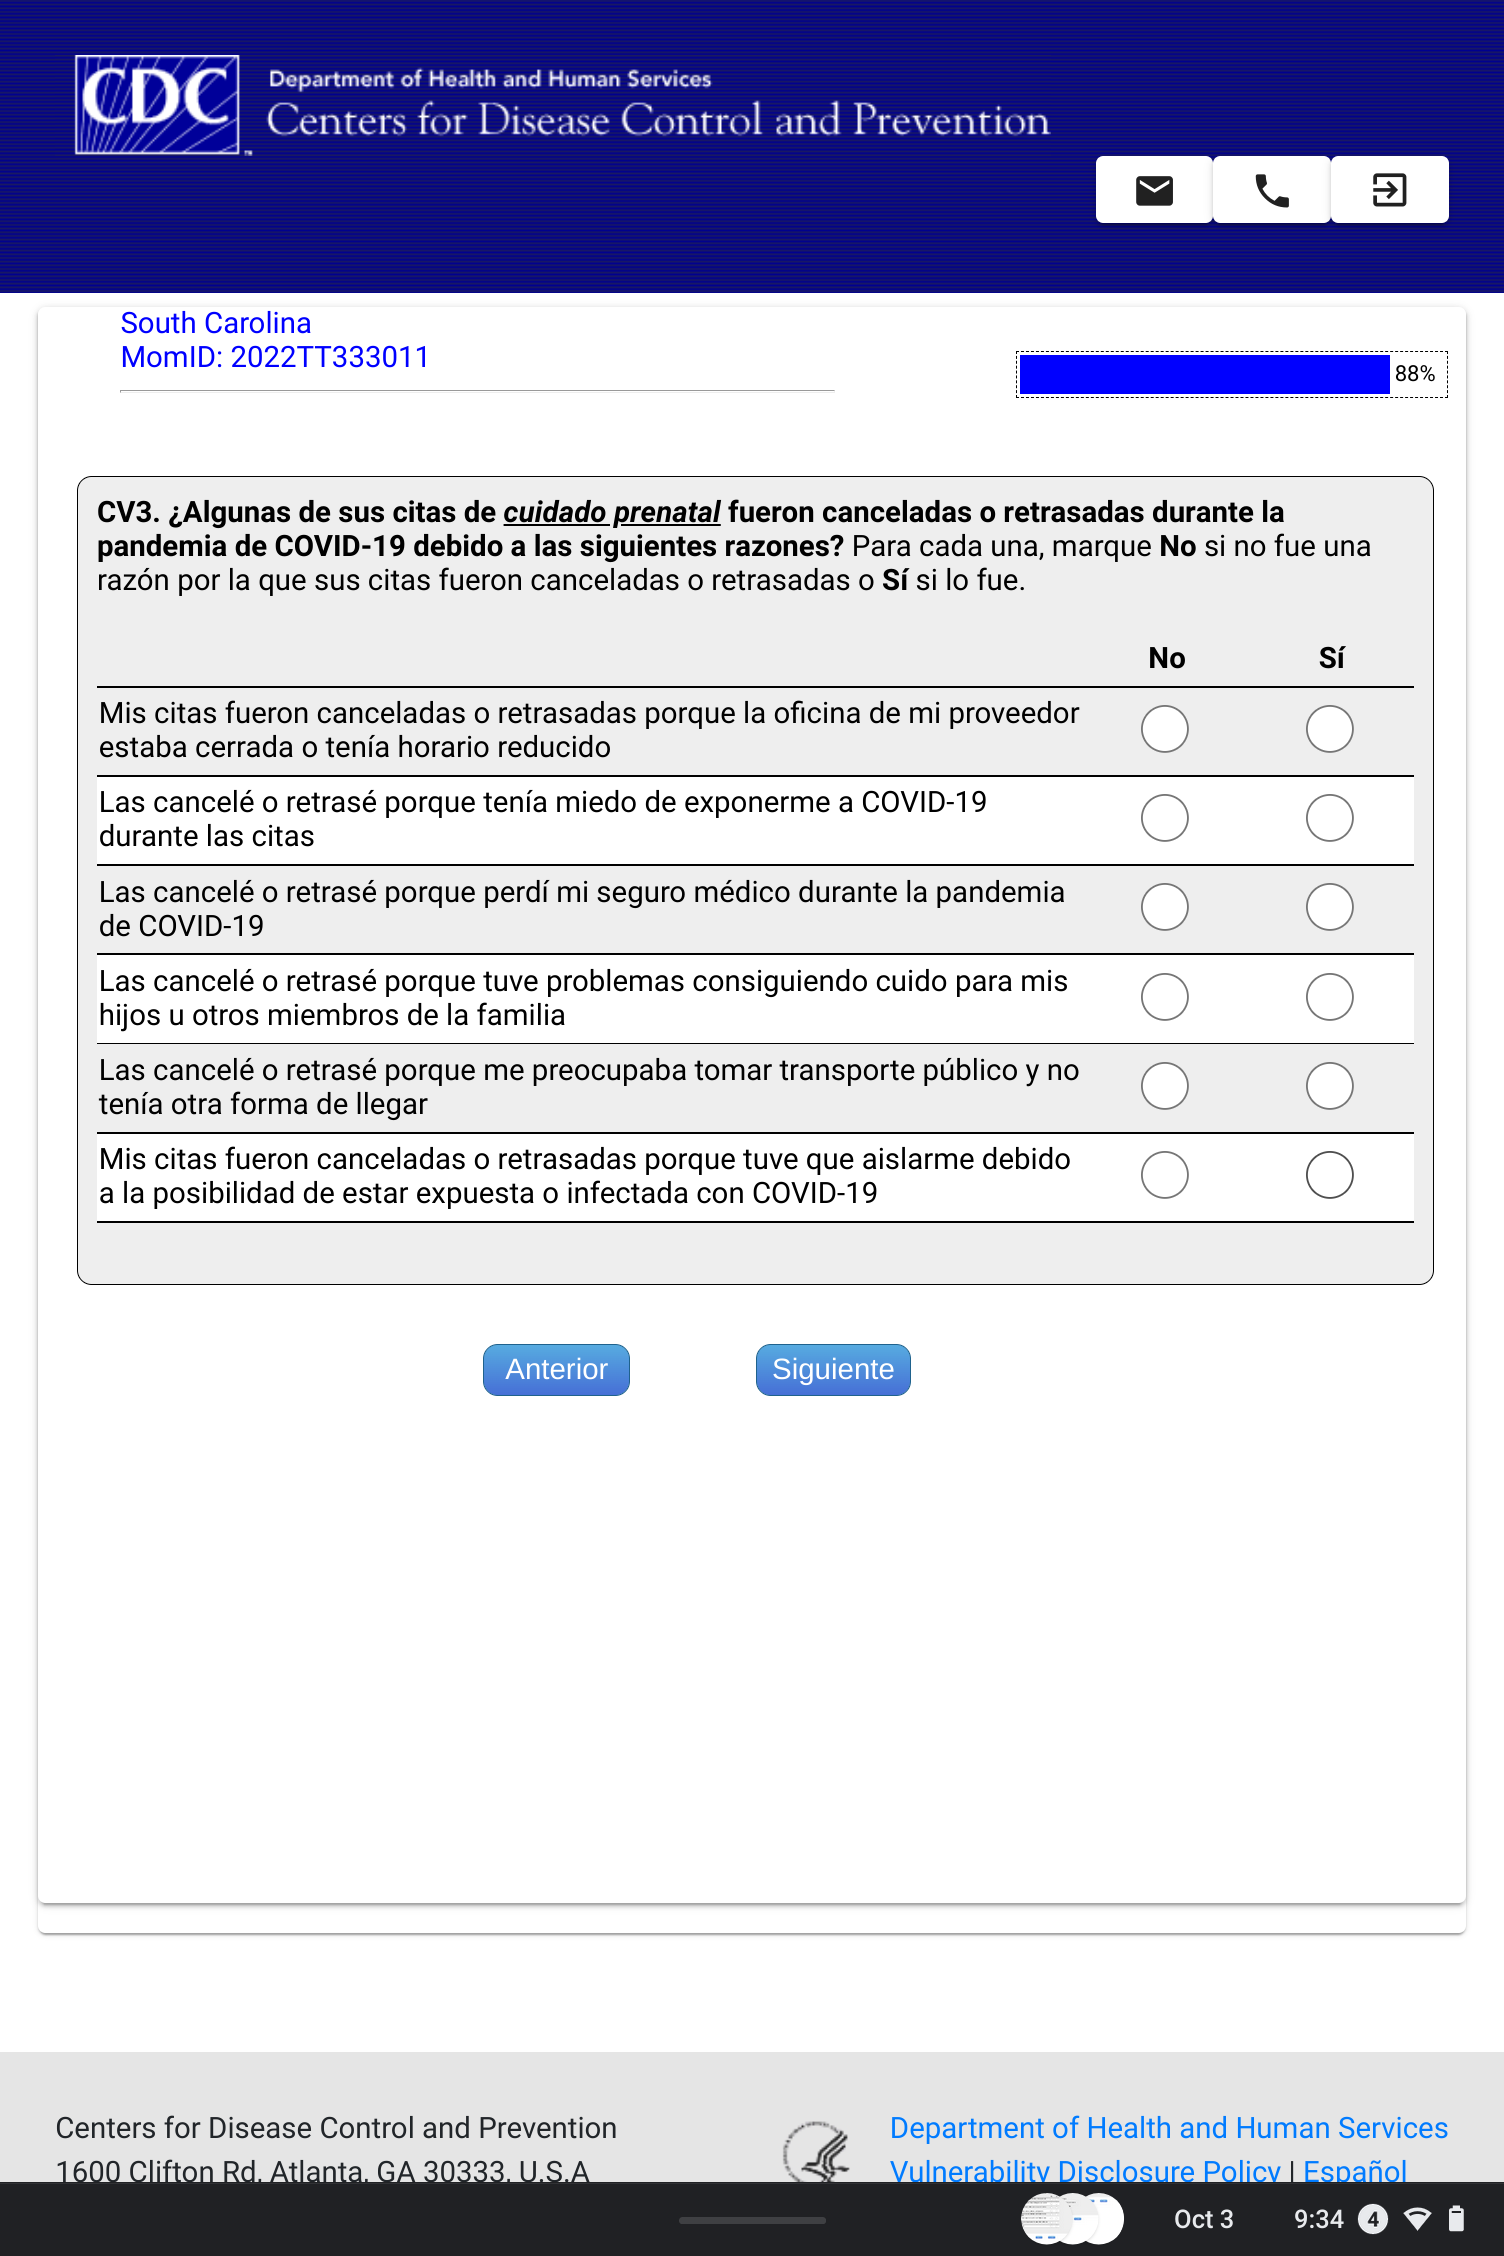 CDC
Department of Health and Human Services
Centers for Disease Control and Prevention
South Carolina
MomID: 2022TT333011
88%
CV3. ¿Algunas de sus citas de cuidado prenatal fueron canceladas o retrasadas durante la
pandemia de COVID-19 debido a las siguientes razones? Para cada una, marque No si no fue una
razón por la que sus citas fueron canceladas o retrasadas o Sí si lo fue.
No Sí
Mis citas fueron canceladas o retrasadas porque la oficina de mi proveedor
estaba cerrada o tenía horario reducido
Las cancelé o retrasé porque tenía miedo de exponerme a COVID-19
durante las citas
Las cancelé o retrasé porque perdí mi seguro médico durante la pandemia
de COVID-19
Las cancelé o retrasé porque tuve problemas consiguiendo cuido para mis
hijos u otros miembros de la familia
Las cancelé o retrasé porque me preocupaba tomar transporte público y no
tenía otra forma de llegar
Mis citas fueron canceladas o retrasadas porque tuve que aislarme debido
a la posibilidad de estar expuesta o infectada con COVID-19
Anterior Siguiente
Centers for Disease Control and Prevention
1600 Clifton Rd. Atlanta, GA 30333, U.S.A
Department of Health and Human Services
Vulnerability Disclosure Policy | Español
Oct 3 9:34 4